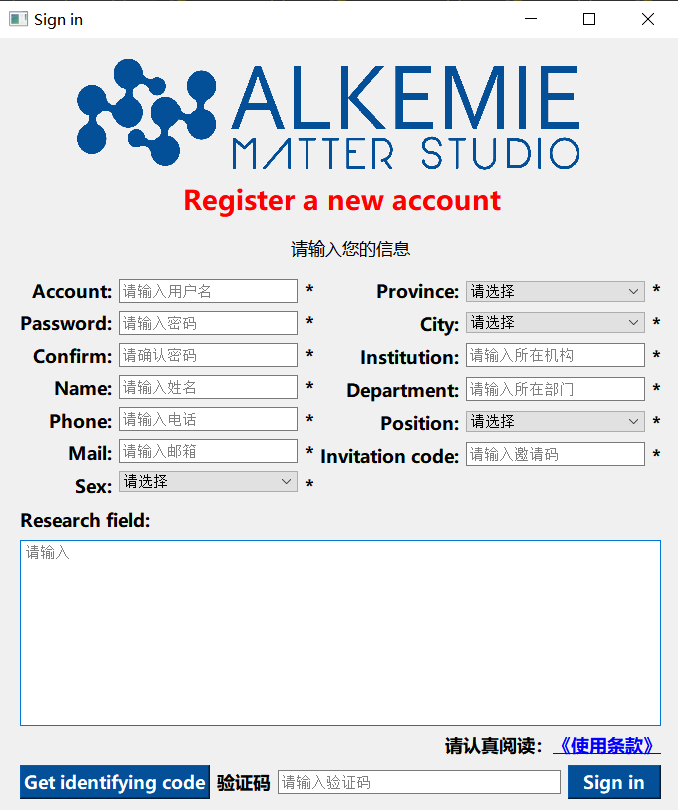 Sign in
ALKEMIE
MATTER STUDIO
Register a new account
请输入您的信息
Account: 请输入用户名 * Province: 请选择 *
Password: 请输入密码 * City: 请选择 *
Confirm: 请确认密码 * Institution: 请输入所在机构 *
Name: 请输入姓名 * Department: 请输入所在部门 *
Phone: 请输入电话 * Position: 请选择 *
Mail: 请输入邮箱 * Invitation code: 请输入邀请码 *
Sex: 请选择 *
Research field:
请输入
请认真阅读：《使用条款》
Get identifying code 验证码 请输入验证码 Sign in